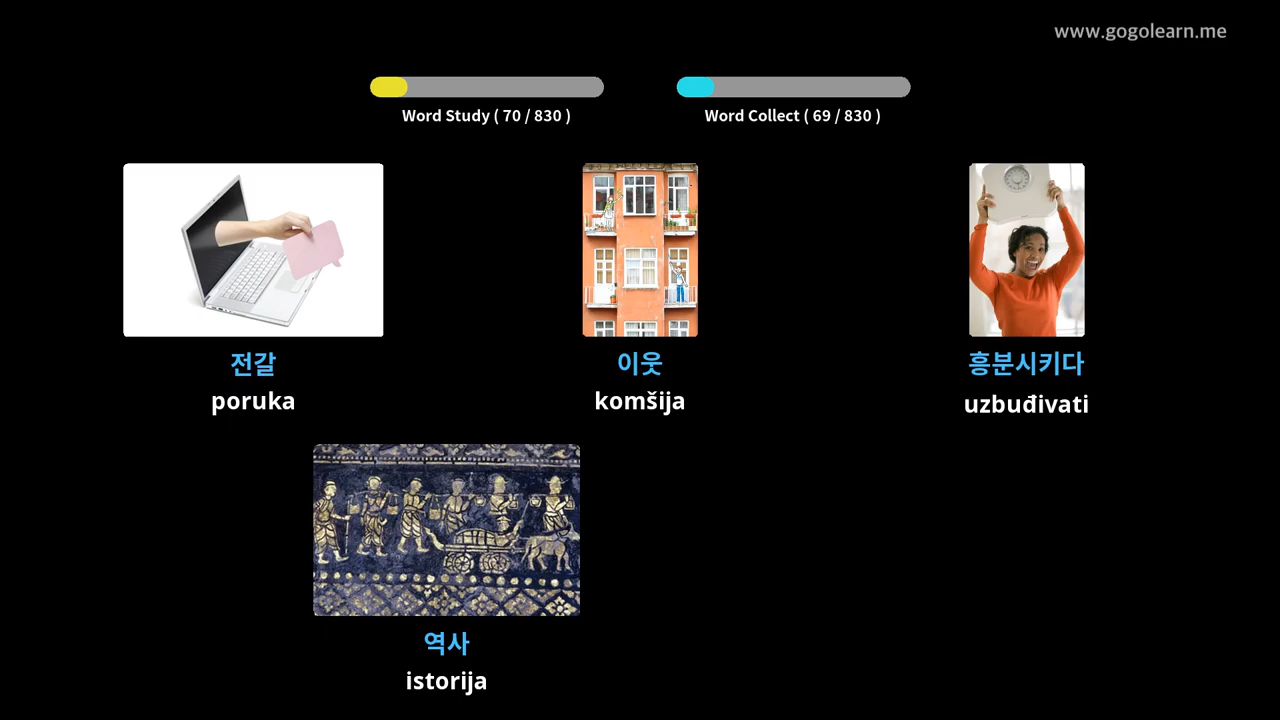 www.gogolearn.me
Word Study ( 70 / 830 )
Word Collect ( 69 / 830 )
전갈
poruka
이웃
komšija
흥분시키다
uzbuđivati
역사
istorija